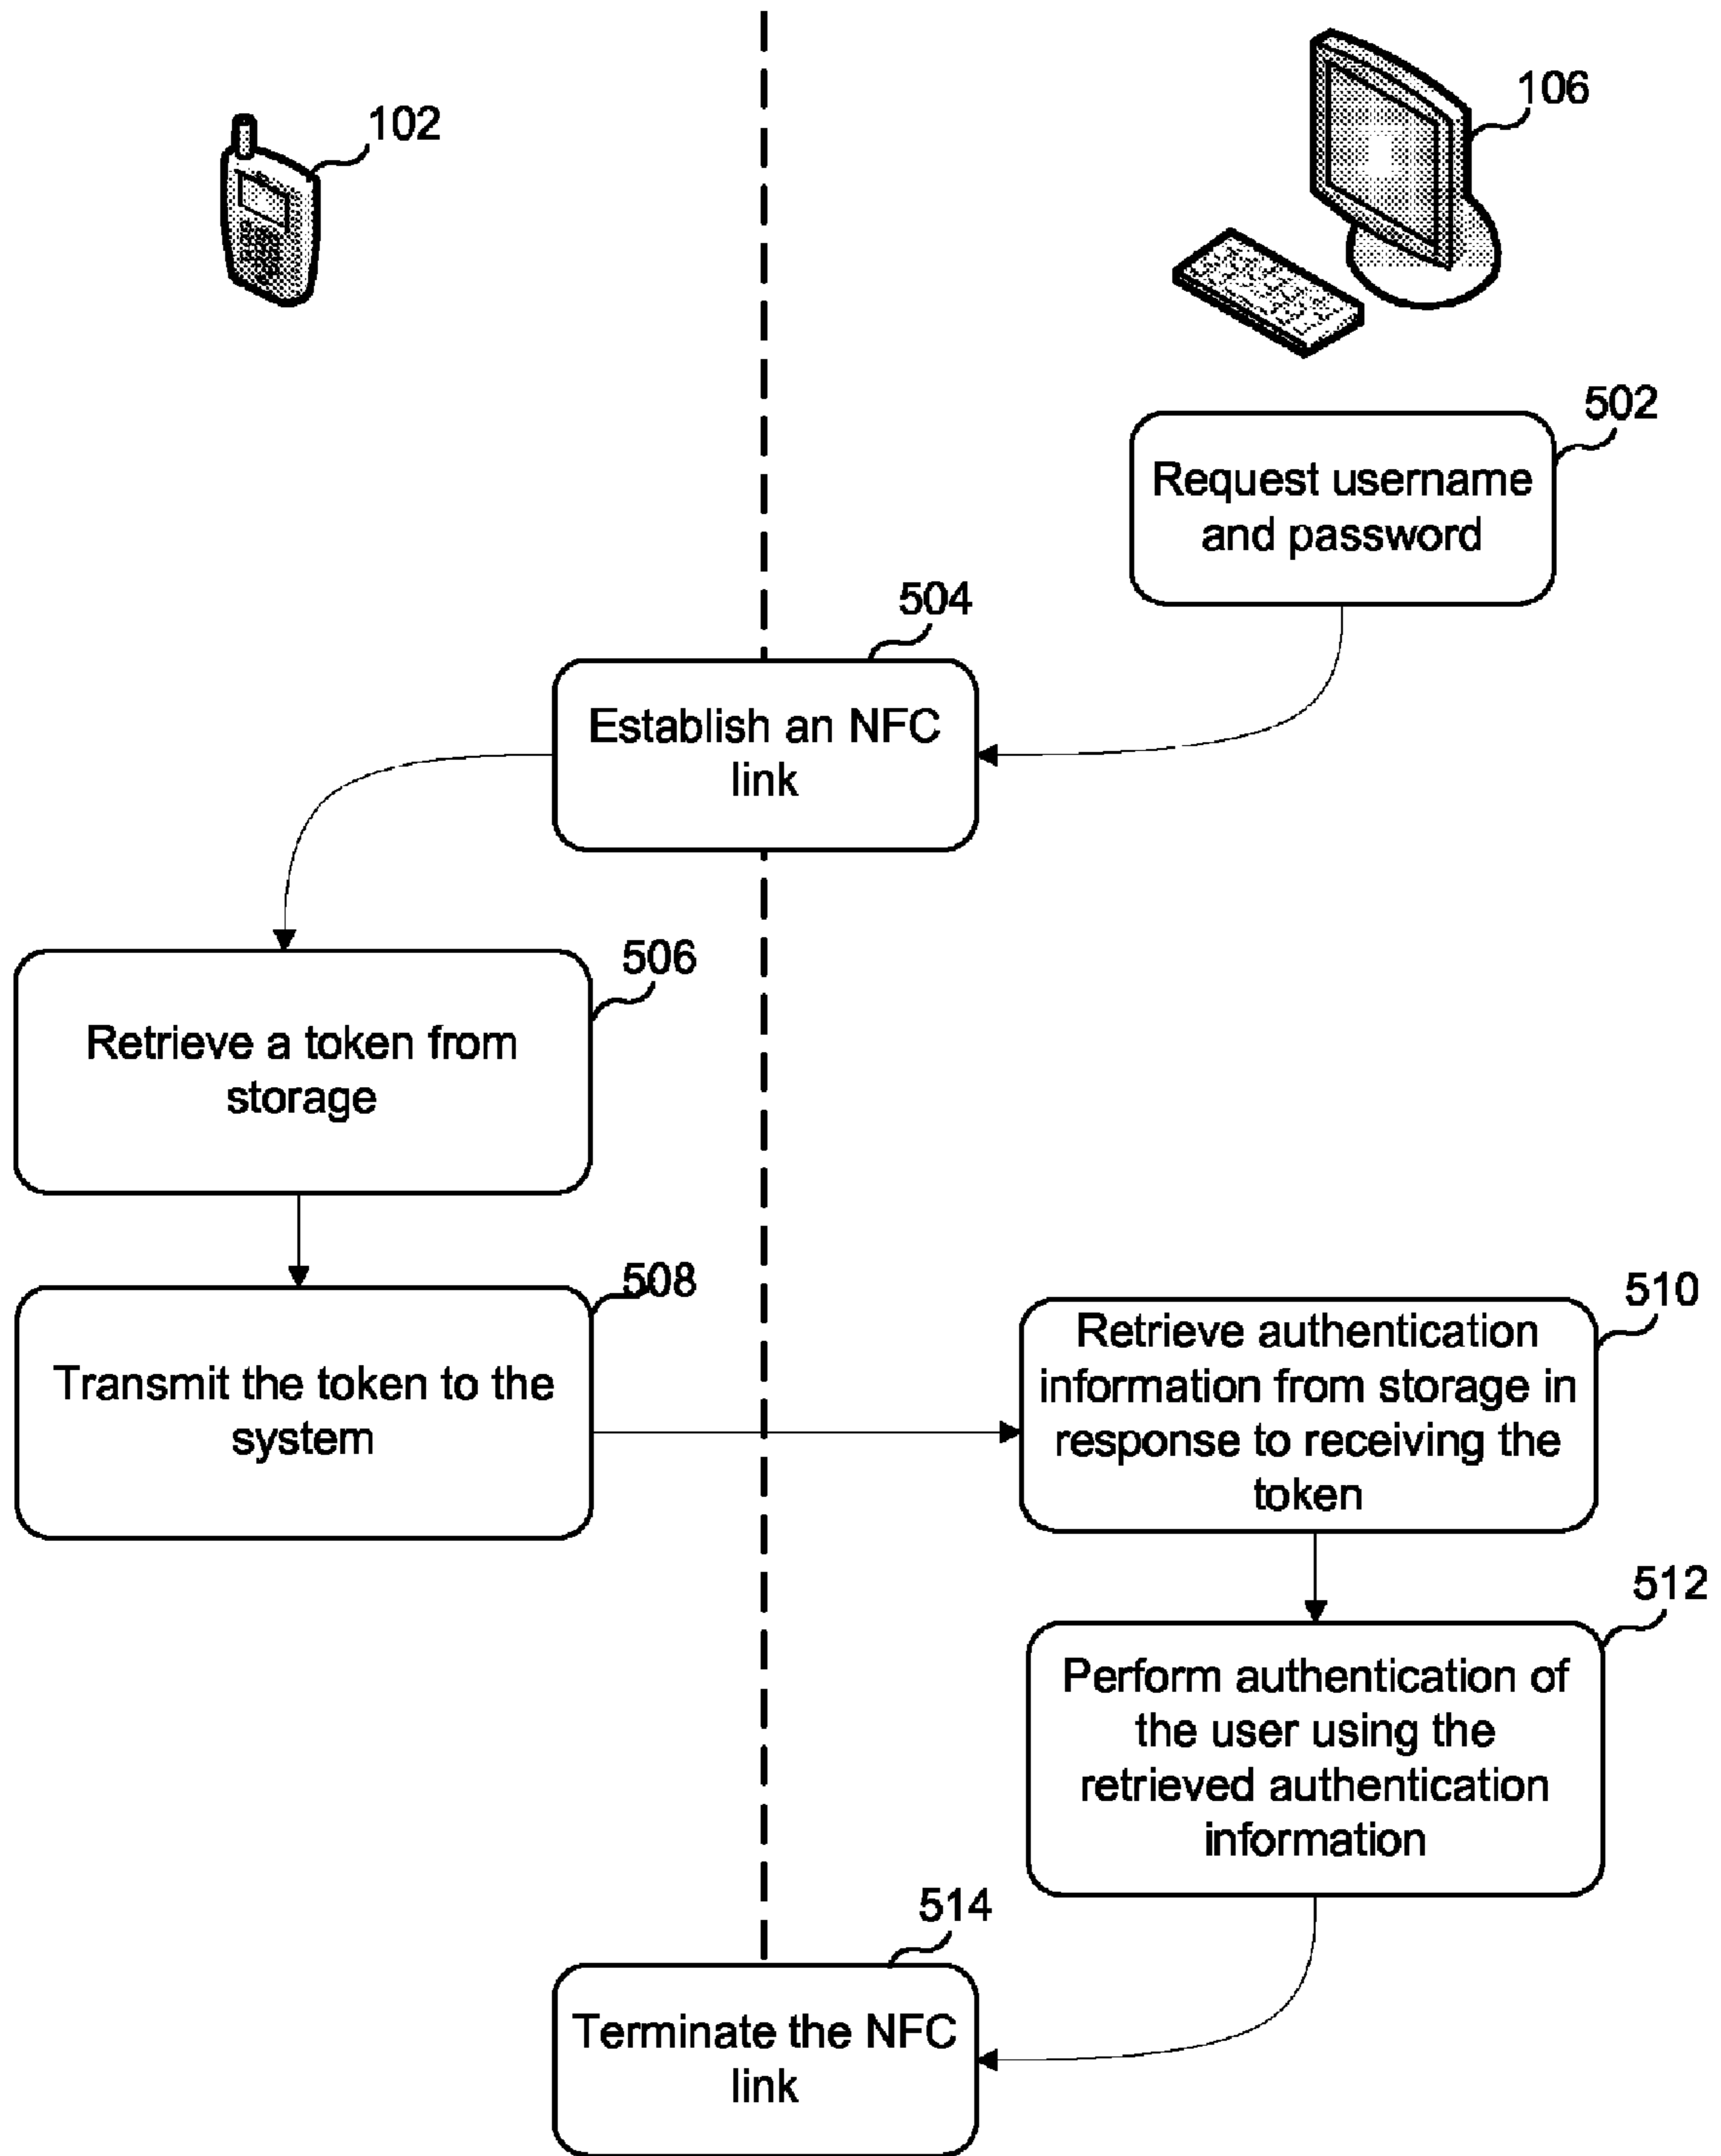 102
106
502
Request username
and password
504
Establish an NFC
link
506
Retrieve a token from
storage
508
Transmit the token to the
system
510
Retrieve authentication
information from storage in
response to receiving the
token
512
Perform authentication of
the user using the
retrieved authentication
information
514
Terminate the NFC
link